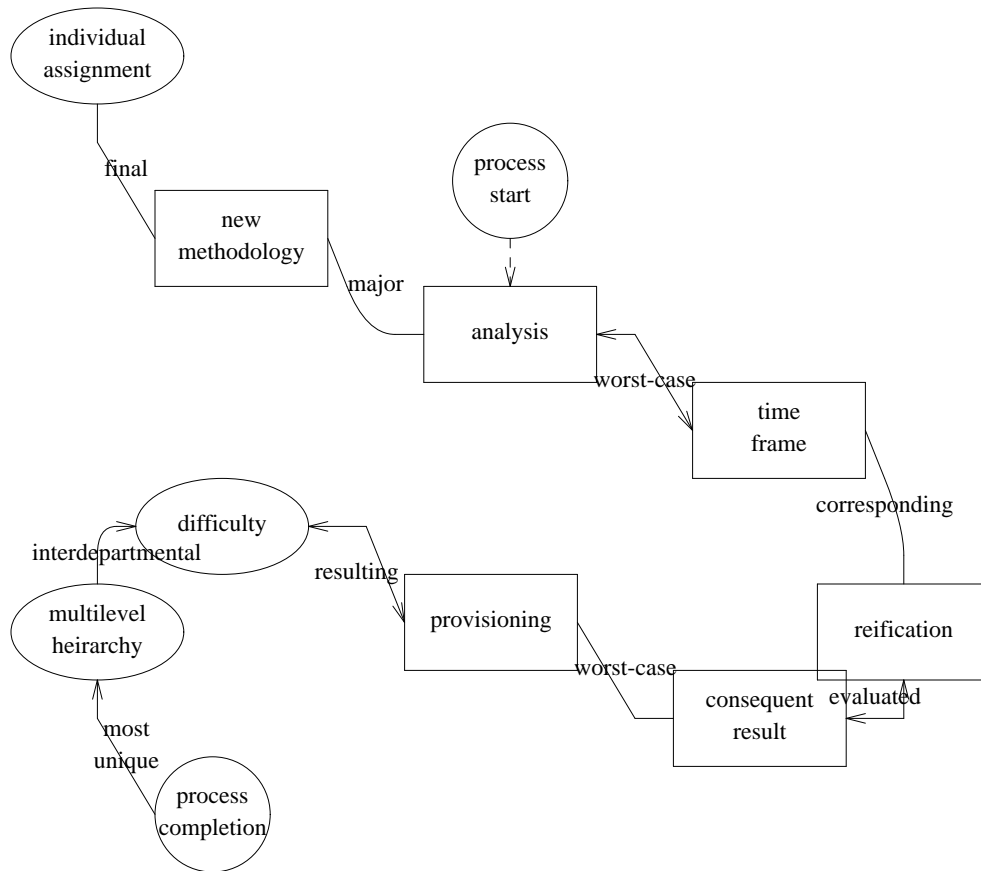 individual
assignment
final
process
start
new
methodology
major
analysis
worst-case
time
frame
corresponding
difficulty
interdepartmental
resulting
multilevel
heirarchy
provisioning
reification
worst-case
consequent
result
evaluated
most
unique
process
completion